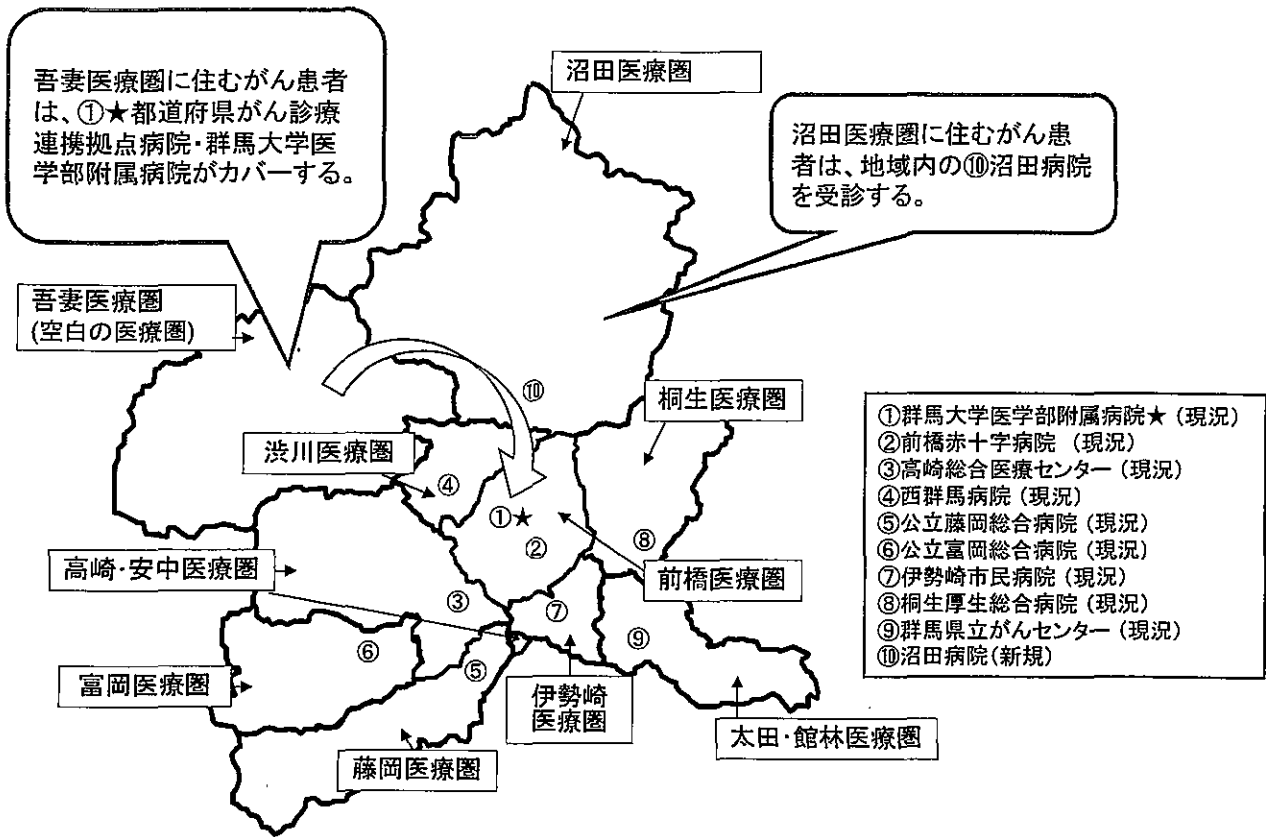 吾妻医療圏に住むがん患者
は、①★都道府県がん診療
連携拠点病院・群馬大学医
学部附属病院がカバーする。
沼田医療圏
沼田医療圏に住むがん患
者は、地域内の⑩沼田病院
を受診する。
吾妻医療圏
(空白の医療圏)
⑩
桐生医療圏
渋川医療圏
④
①★
②
⑧
高崎・安中医療圏
前橋医療圏
③
⑦
⑨
⑥
⑤
富岡医療圏
伊勢崎
医療圏
太田・館林医療圏
藤岡医療圏
①群馬大学医学部附属病院★ (現況)
②前橋赤十字病院 (現況)
③高崎総合医療センター (現況)
④西群馬病院 (現況)
⑤公立藤岡総合病院 (現況)
⑥公立富岡総合病院 (現況)
⑦伊勢崎市民病院 (現況)
⑧桐生厚生総合病院 (現況)
⑨群馬県立がんセンター (現況)
⑩沼田病院(新規)